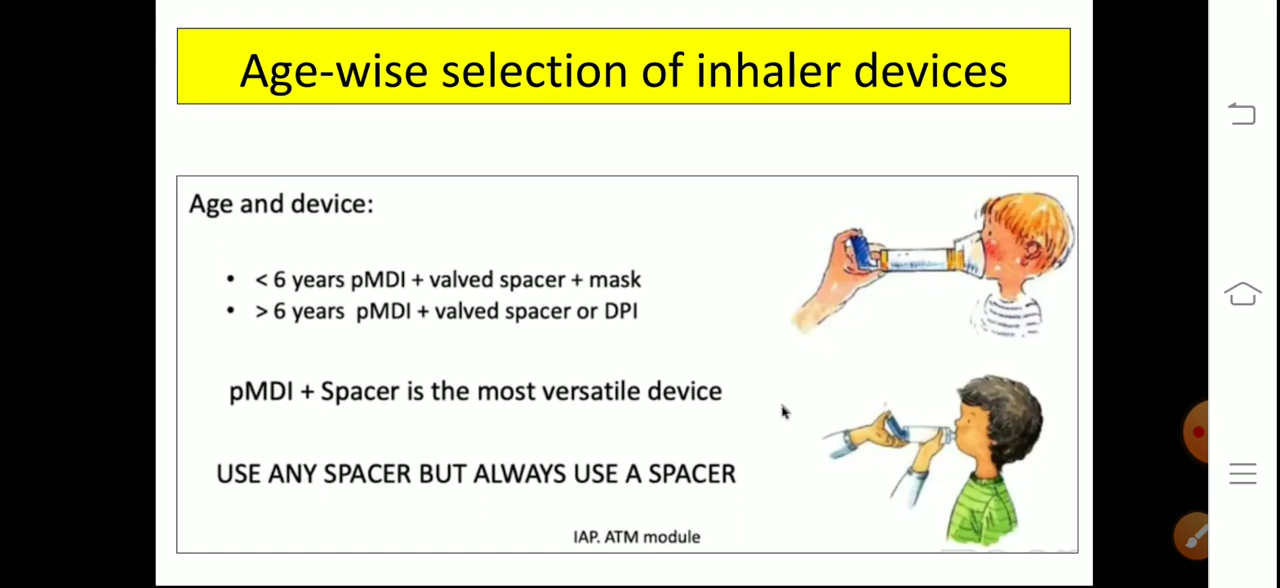 Age-wise selection of inhaler devices
Age and device:
• < 6 years pMDI + valved spacer + mask
• > 6 years pMDI + valved spacer or DPI
pMDI + Spacer is the most versatile device
USE ANY SPACER BUT ALWAYS USE A SPACER
IAP. ATM module